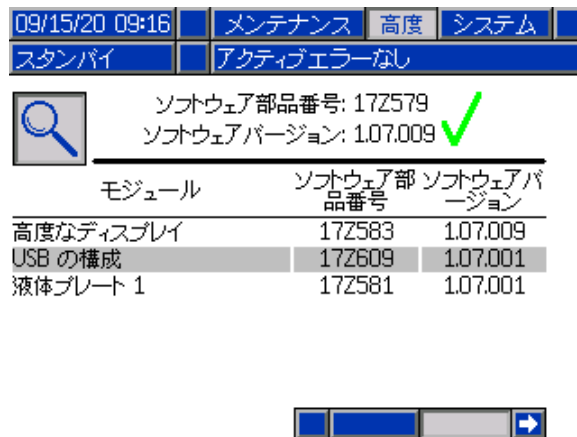 09/15/20 09:16 メンテナンス 高度 システム
スタンバイ アクティブエラーなし
ソフトウェア部品番号: 17Z579
ソフトウェアバージョン: 1.07.009
モジュール ソフトウェア部品番号 ソフトウェアバージョン
高度なディスプレイ 17Z583 1.07.009
USB の構成 17Z609 1.07.001
液体プレート 1 17Z581 1.07.001